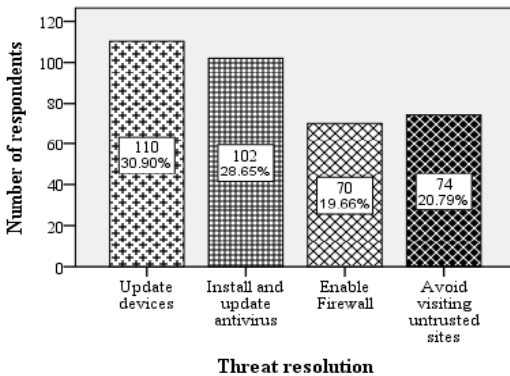 Number of respondents
120
100
80
60
40
20
0
110
30.90%
102
28.65%
70
19.66%
74
20.79%
Update
devices
Install and
update
antivirus
Enable
Firewall
Avoid
visiting
untrusted
sites
Threat resolution